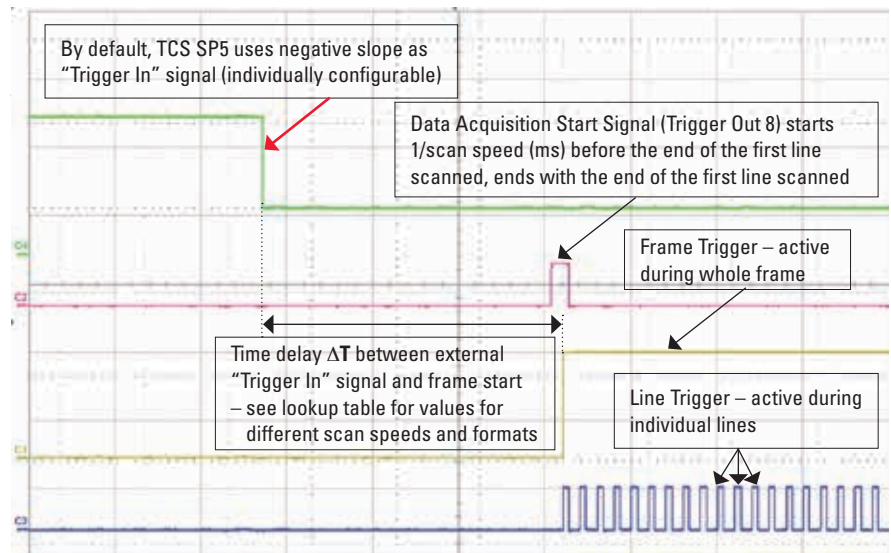 By default, TCS SP5 uses negative slope as
“Trigger In” signal (individually configurable)
Data Acquisition Start Signal (Trigger Out 8) starts
1/scan speed (ms) before the end of the first line
scanned, ends with the end of the first line scanned
Frame Trigger – active
during whole frame
Time delay ΔT between external
“Trigger In” signal and frame start
– see lookup table for values for
different scan speeds and formats
Line Trigger – active during
individual lines